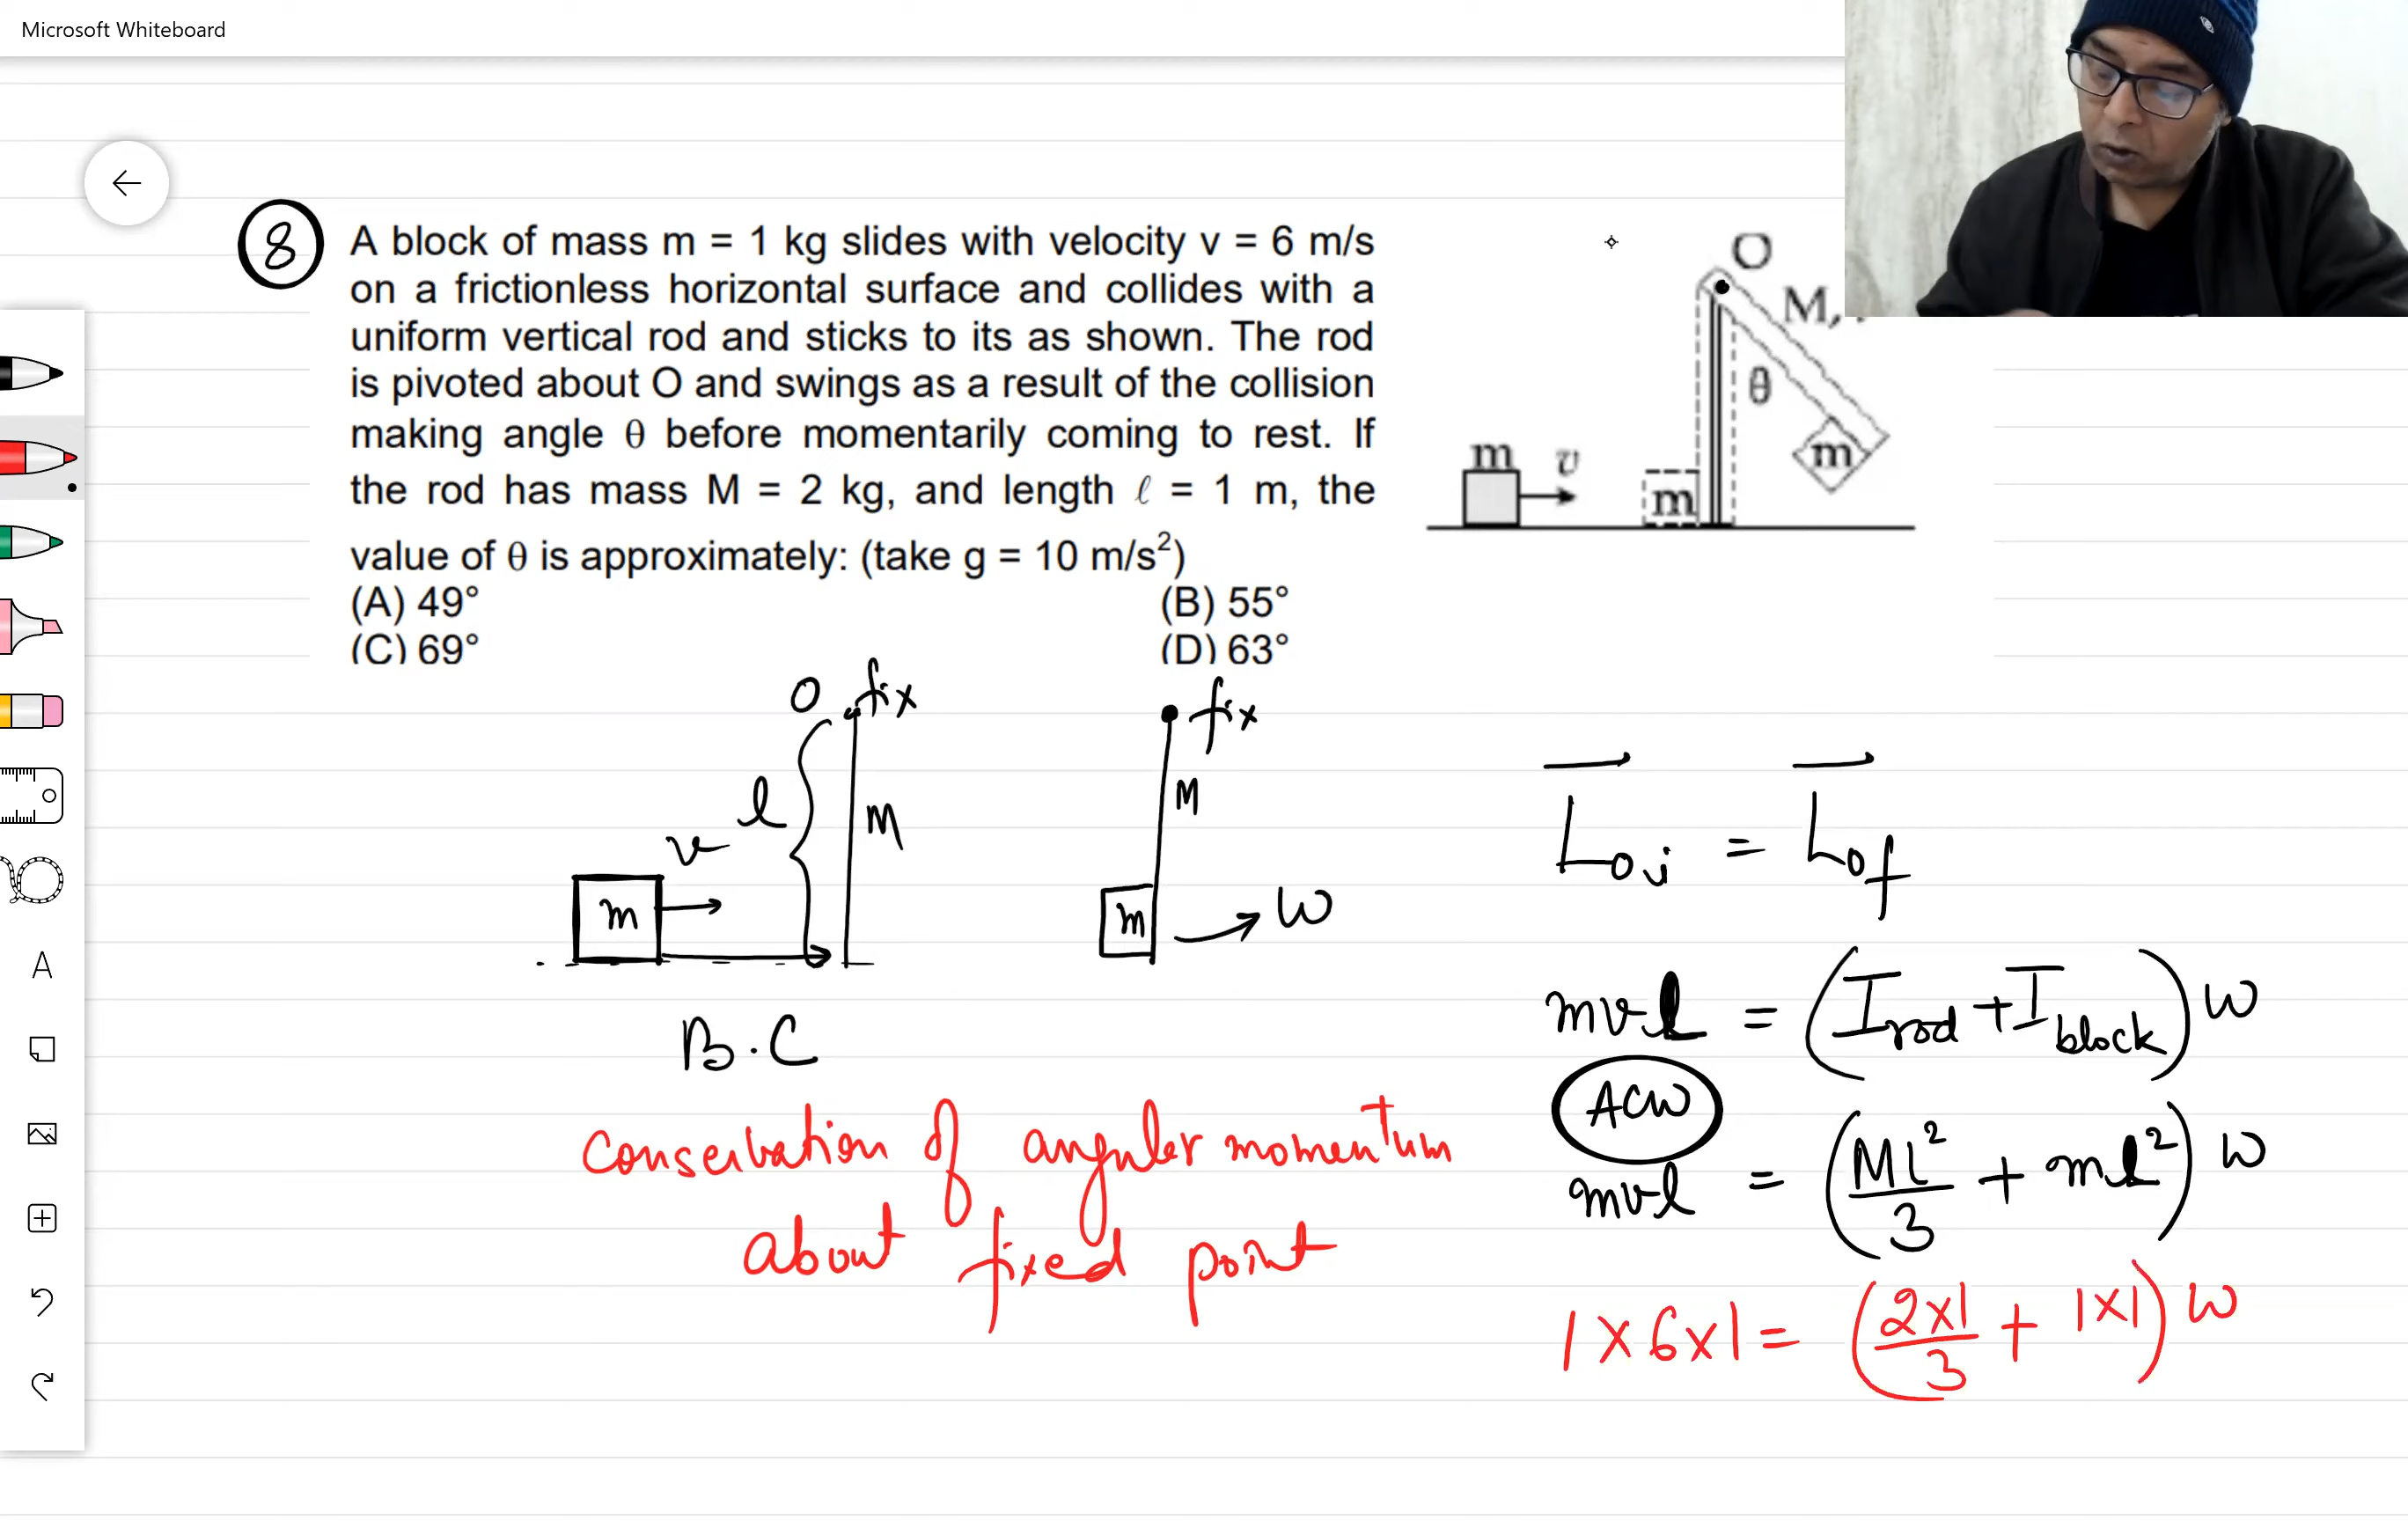 Microsoft Whiteboard
8
A block of mass m = 1 kg slides with velocity v = 6 m/s
on a frictionless horizontal surface and collides with a
uniform vertical rod and sticks to its as shown. The rod
is pivoted about O and swings as a result of the collision
making angle θ before momentarily coming to rest. If
the rod has mass M = 2 kg, and length ℓ = 1 m, the
value of θ is approximately: (take g = 10 m/s²)
(A) 49° (B) 55°
(C) 69° (D) 63°
O
M,
θ
m v
m
m
O fix
l
M
v
m
B.C
fix
M
m
ω
L₀ᵢ = L₀f
mvl = (I rod + I block) ω
ACW
mvl = (Ml²/3 + ml²) ω
1×6×1 = (2×1/3 + 1×1) ω
conservation of angular momentum
about fixed point
A